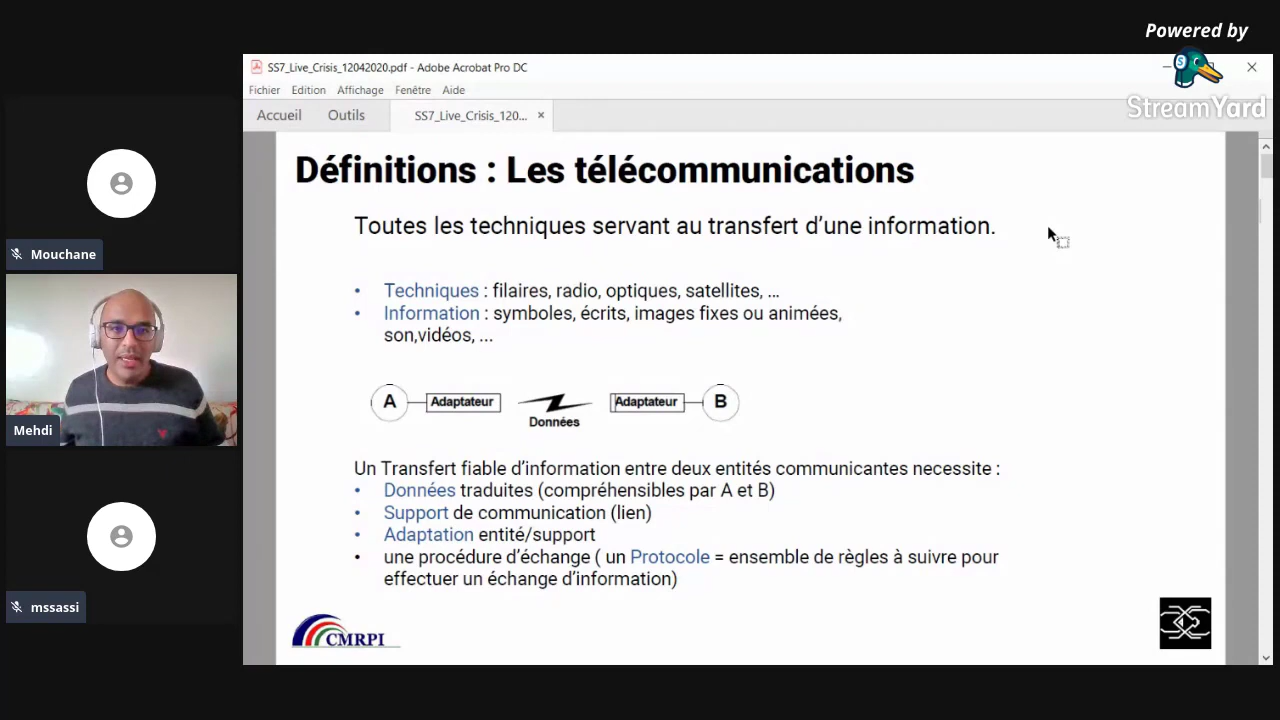 Powered by
StreamYard
SS7_Live_Crisis_12042020.pdf - Adobe Acrobat Pro DC
Fichier Edition Affichage Fenêtre Aide
Accueil Outils SS7_Live_Crisis_120... ×
Définitions : Les télécommunications
Toutes les techniques servant au transfert d’une information.
• Techniques : filaires, radio, optiques, satellites, ...
• Information : symboles, écrits, images fixes ou animées,
son,vidéos, ...
A Adaptateur Données Adaptateur B
Un Transfert fiable d’information entre deux entités communicantes necessite :
• Données traduites (compréhensibles par A et B)
• Support de communication (lien)
• Adaptation entité/support
• une procédure d’échange ( un Protocole = ensemble de règles à suivre pour
effectuer un échange d’information)
CMRPI
Mouchane
Mehdi
mssassi